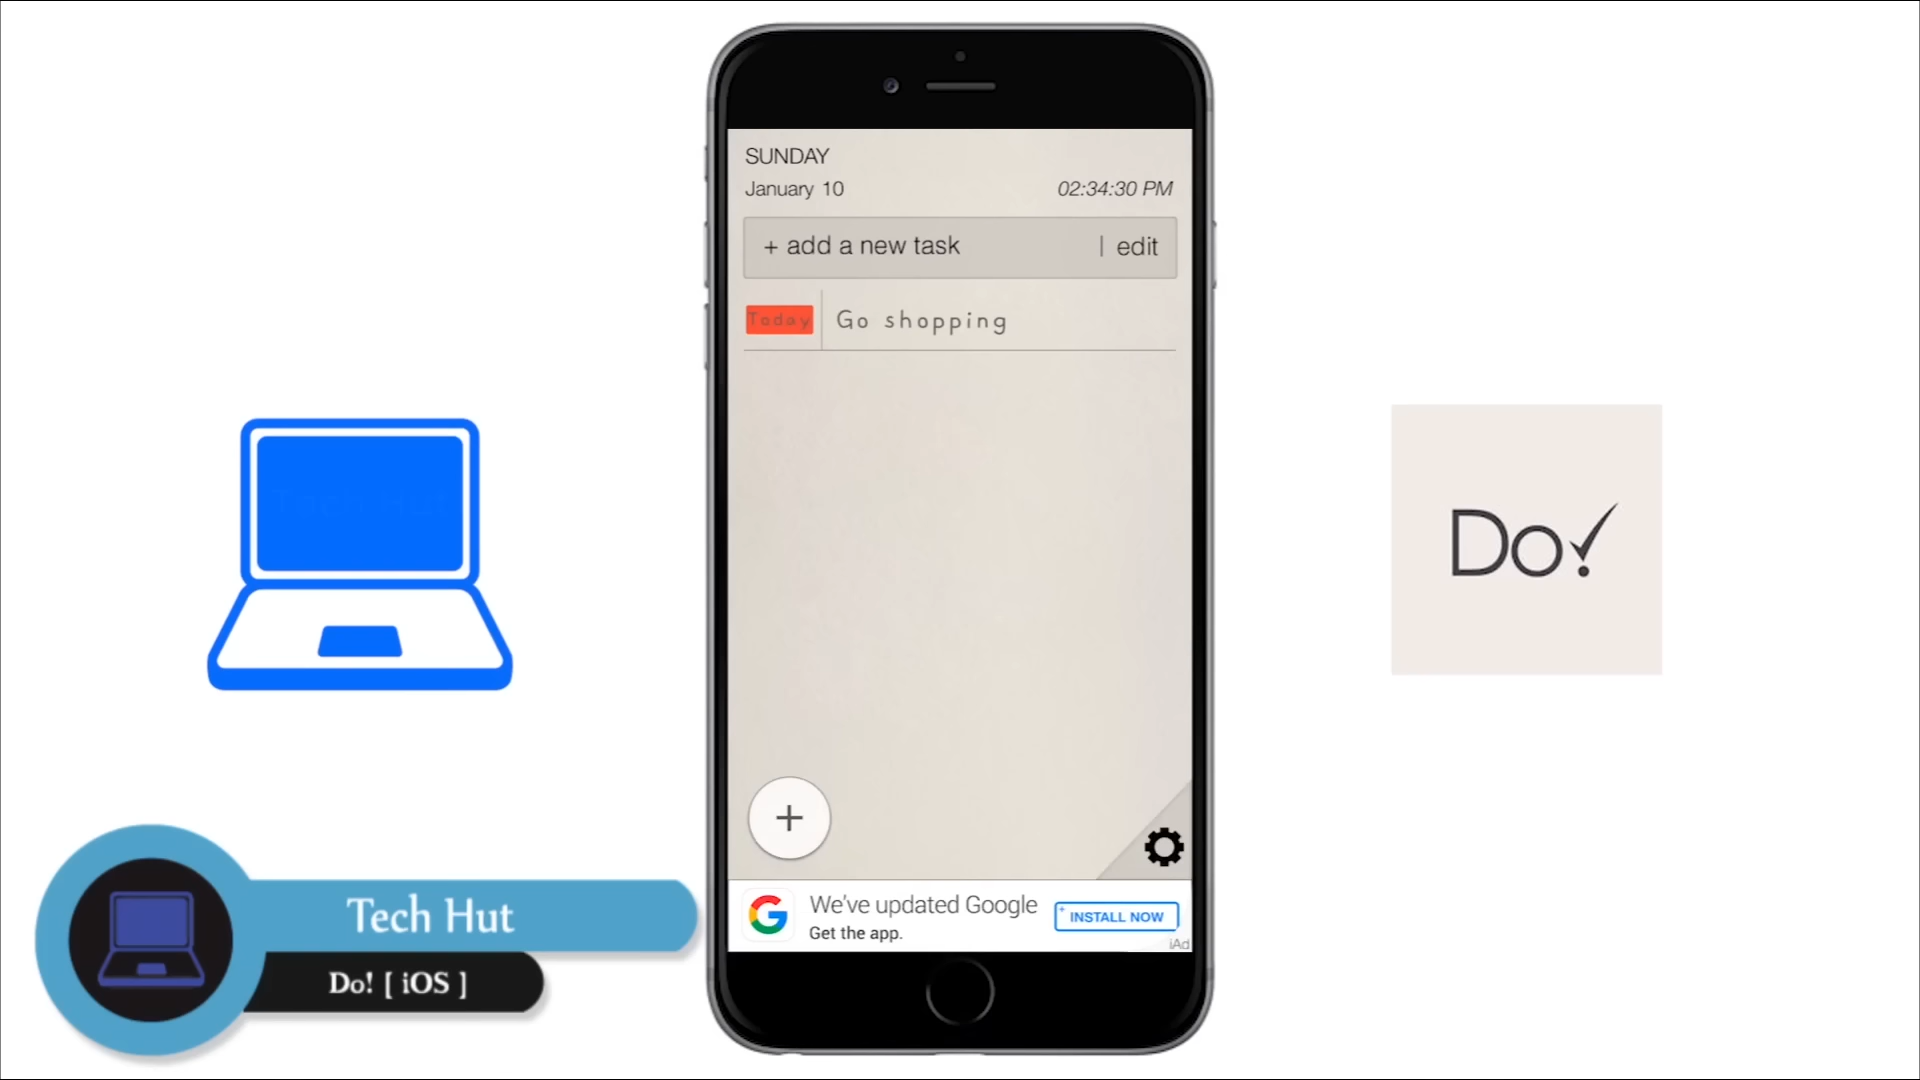 SUNDAY
January 10
02:34:30 PM
+ add a new task | edit
Today Go shopping
Do!
+
We've updated Google
Get the app.
INSTALL NOW
iAd
Tech Hut
Do! [ iOS ]